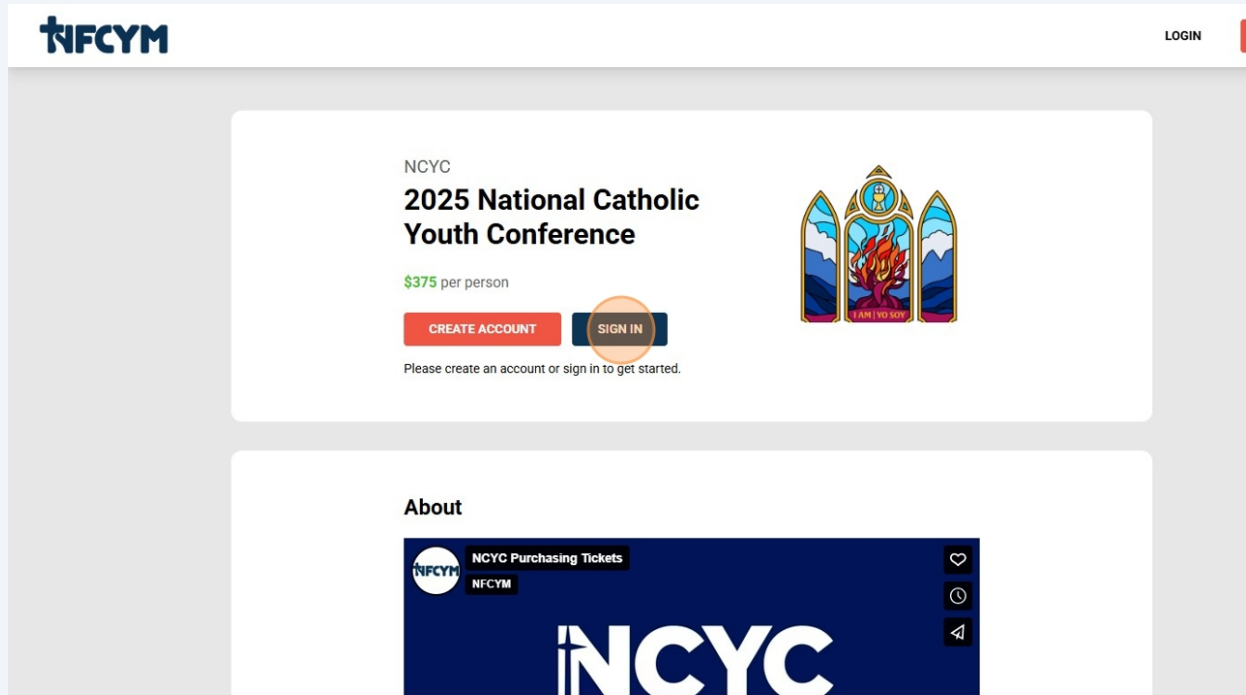 NFCYM
LOGIN
NCYC
2025 National Catholic
Youth Conference
$375 per person
CREATE ACCOUNT
SIGN IN
Please create an account or sign in to get started.
I AM | YO SOY
About
NFCYM
NCYC Purchasing Tickets
NFCYM
NCYC